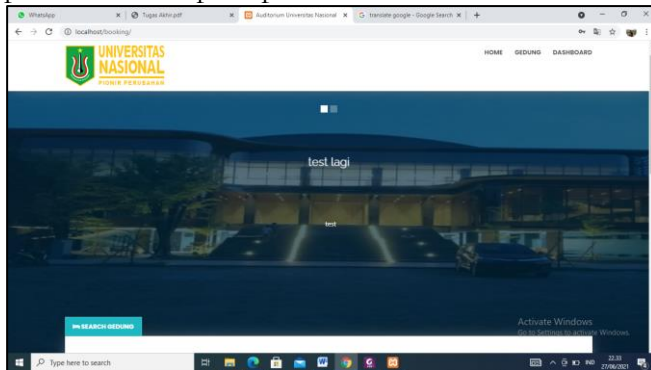 WhatsApp
Tugas Akhir.pdf
Auditorium Universitas Nasional
translate google - Google Search
localhost/booking/
UNIVERSITAS
NASIONAL
PIONIR PERUBAHAN
HOME GEDUNG DASHBOARD
test lagi
test
SEARCH GEDUNG
Activate Windows
Go to Settings to activate Windows.
Type here to search
IND
22.33
27/06/2021